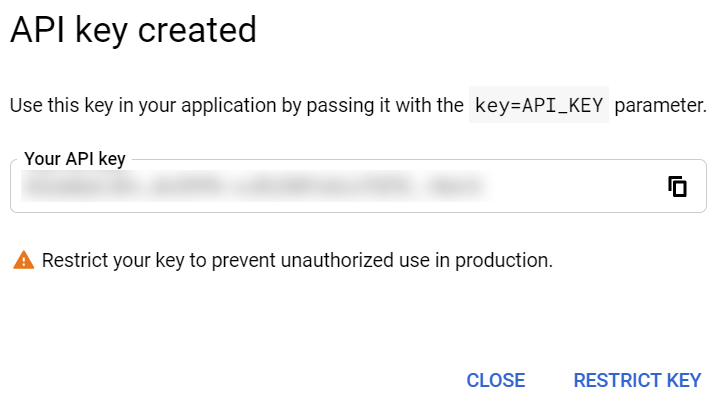 API key created
Use this key in your application by passing it with the key=API_KEY parameter.
Your API key
Restrict your key to prevent unauthorized use in production.
CLOSE RESTRICT KEY